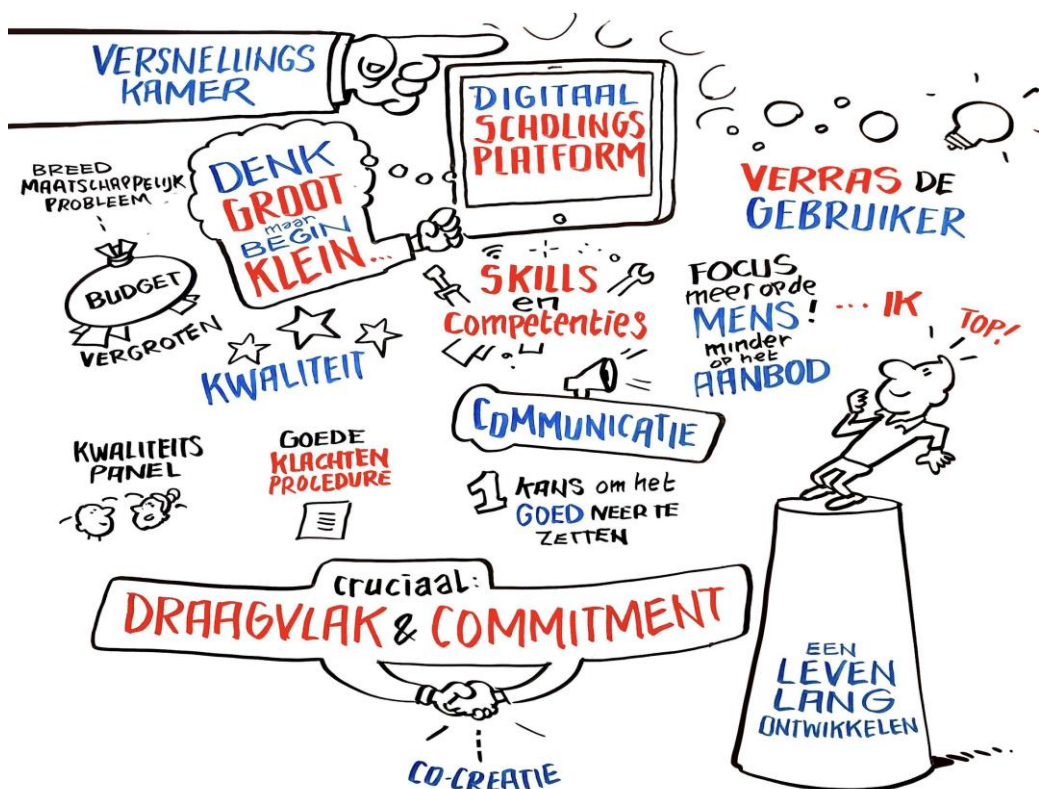 VERSNELLINGS
KAMER
DIGITAAL
SCHOLINGS
PLATFORM
DENK
GROOT
maar
BEGIN
KLEIN...
BREED
MAATSCHAPPELIJK
PROBLEEM
BUDGET
VERGROTEN
KWALITEIT
SKILLS
en
Competenties
VERRAS DE
GEBRUIKER
FOCUS
meer op de
MENS!
minder
op het
AANBOD
... IK
TOP!
COMMUNICATIE
KWALITEITS
PANEL
GOEDE
KLACHTEN
PROCEDURE
1 KANS om het
GOED NEER TE
ZETTEN
cruciaal:
DRAAGVLAK & COMMITMENT
CO-CREATIE
EEN
LEVEN
LANG
ONTWIKKELEN